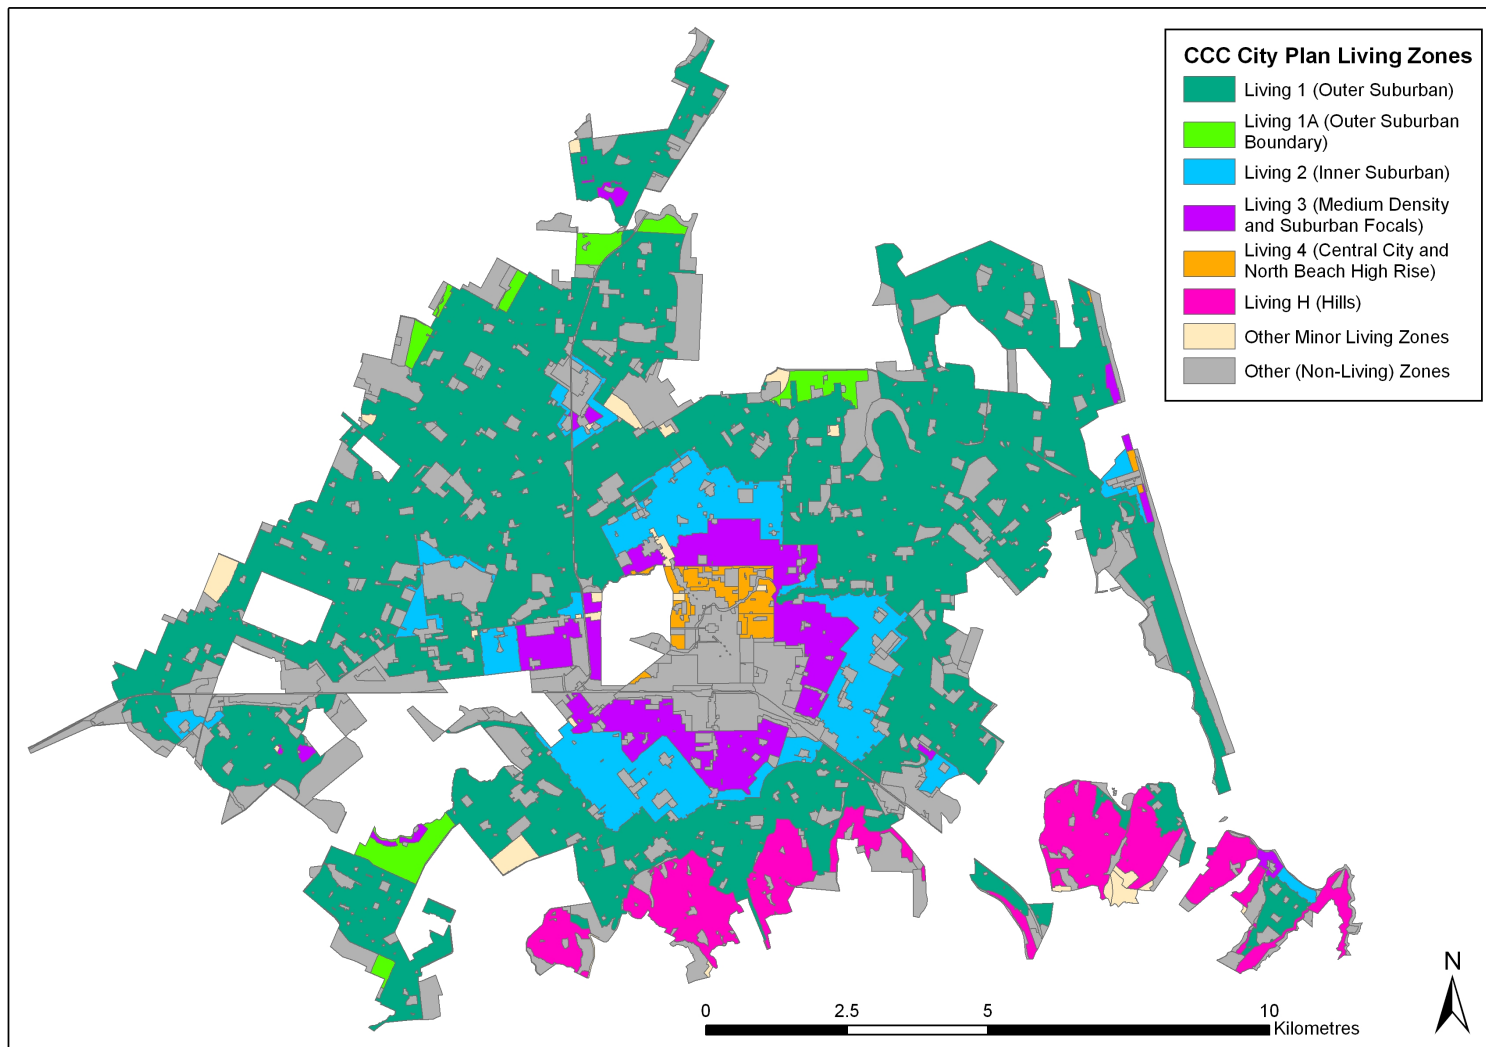 CCC City Plan Living Zones
Living 1 (Outer Suburban)
Living 1A (Outer Suburban
Boundary)
Living 2 (Inner Suburban)
Living 3 (Medium Density
and Suburban Focals)
Living 4 (Central City and
North Beach High Rise)
Living H (Hills)
Other Minor Living Zones
Other (Non-Living) Zones
N
0 2.5 5 10
Kilometres